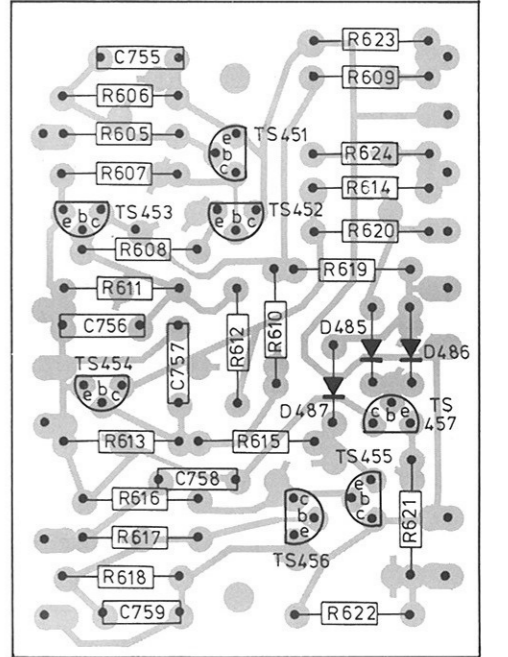 R623
C755
R609
R606
R605
TS451
e
b
c
R624
R607
R614
TS453
e b c
TS452
e b c
R620
R608
R619
R611
R612
R610
C756
D485
D486
C757
TS454
e b c
D487
TS
457
c b e
R613
R615
TS455
e
b
c
C758
R616
c
b
e
R621
R617
TS456
R618
C759
R622